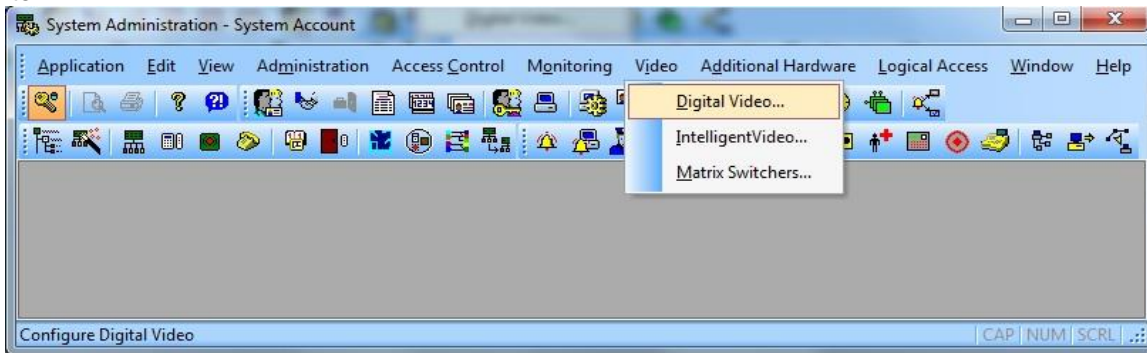 System Administration - System Account
Application Edit View Administration Access Control Monitoring Video Additional Hardware Logical Access Window Help
Digital Video...
IntelligentVideo...
Matrix Switchers...
Configure Digital Video
CAP NUM SCRL